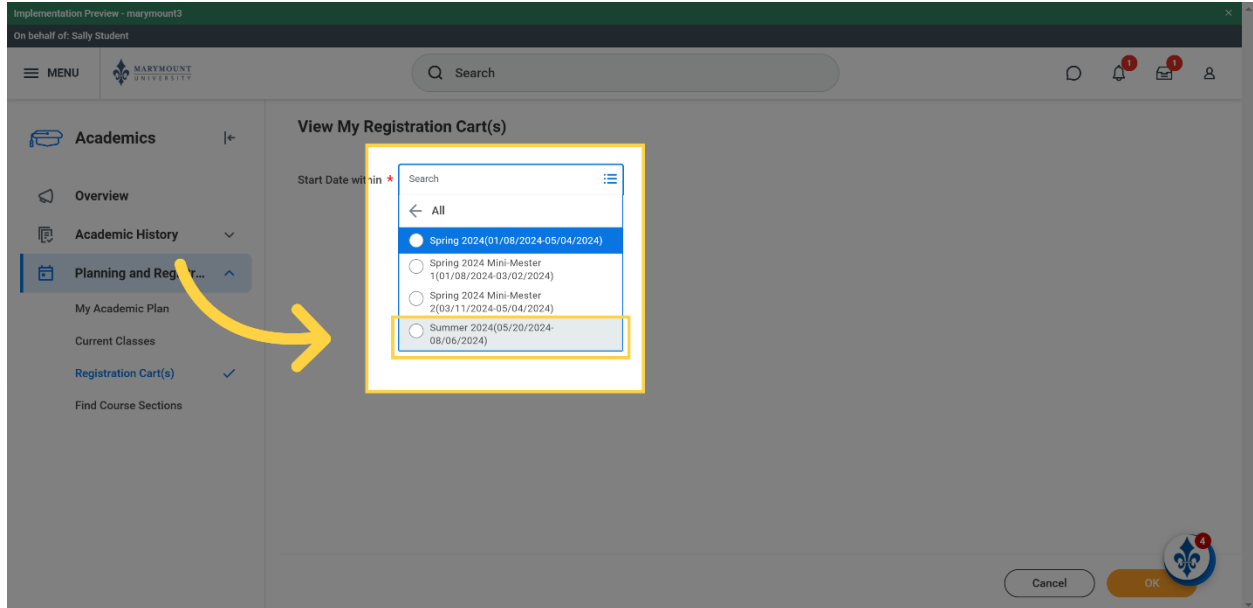 Implementation Preview - marymount3
On behalf of: Sally Student
MENU
MARYMOUNT
UNIVERSITY
Search
1
1
Academics
View My Registration Cart(s)
Start Date within *
Search
All
Spring 2024(01/08/2024-05/04/2024)
Spring 2024 Mini-Mester
1(01/08/2024-03/02/2024)
Spring 2024 Mini-Mester
2(03/11/2024-05/04/2024)
Summer 2024(05/20/2024-
08/06/2024)
Overview
Academic History
Planning and Registr...
My Academic Plan
Current Classes
Registration Cart(s)
Find Course Sections
Cancel
OK
4